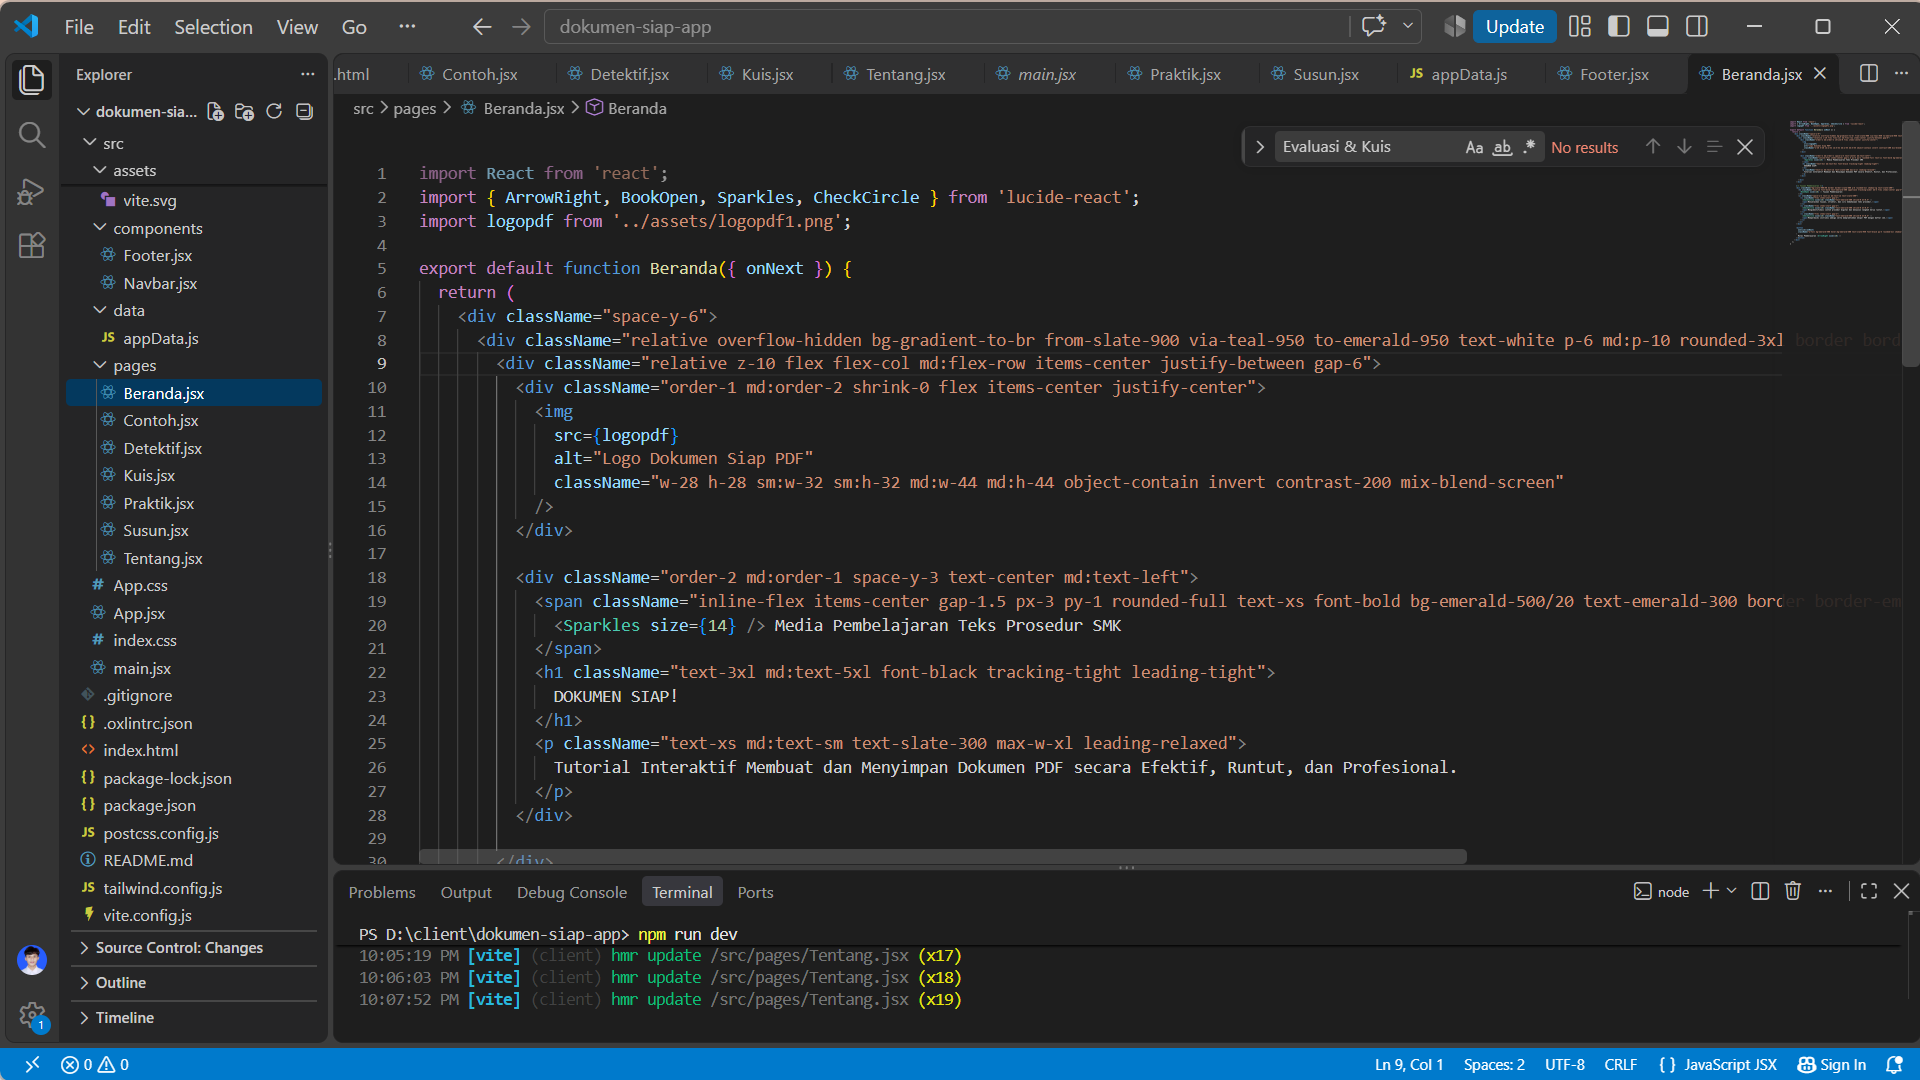 File Edit Selection View Go ··· dokumen-siap-app Update
Explorer ···
dokumen-sia...
src
assets
vite.svg
components
Footer.jsx
Navbar.jsx
data
JS appData.js
pages
Beranda.jsx
Contoh.jsx
Detektif.jsx
Kuis.jsx
Praktik.jsx
Susun.jsx
Tentang.jsx
# App.css
App.jsx
# index.css
main.jsx
.gitignore
{} .oxlintrc.json
<> index.html
{} package-lock.json
{} package.json
JS postcss.config.js
README.md
JS tailwind.config.js
vite.config.js
Source Control: Changes
Outline
Timeline
1
.html Contoh.jsx Detektif.jsx Kuis.jsx Tentang.jsx main.jsx Praktik.jsx Susun.jsx JS appData.js Footer.jsx Beranda.jsx ···
src > pages > Beranda.jsx > Beranda
Evaluasi & Kuis Aa ab .* No results
1 import React from 'react';
2 import { ArrowRight, BookOpen, Sparkles, CheckCircle } from 'lucide-react';
3 import logopdf from '../assets/logopdf1.png';
4
5 export default function Beranda({ onNext }) {
6 return (
7 <div className="space-y-6">
8 <div className="relative overflow-hidden bg-gradient-to-br from-slate-900 via-teal-950 to-emerald-950 text-white p-6 md:p-10 rounded-3xl border bord
9 <div className="relative z-10 flex flex-col md:flex-row items-center justify-between gap-6">
10 <div className="order-1 md:order-2 shrink-0 flex items-center justify-center">
11 <img
12 src={logopdf}
13 alt="Logo Dokumen Siap PDF"
14 className="w-28 h-28 sm:w-32 sm:h-32 md:w-44 md:h-44 object-contain invert contrast-200 mix-blend-screen"
15 />
16 </div>
17
18 <div className="order-2 md:order-1 space-y-3 text-center md:text-left">
19 <span className="inline-flex items-center gap-1.5 px-3 py-1 rounded-full text-xs font-bold bg-emerald-500/20 text-emerald-300 border border-em
20 <Sparkles size={14} /> Media Pembelajaran Teks Prosedur SMK
21 </span>
22 <h1 className="text-3xl md:text-5xl font-black tracking-tight leading-tight">
23 DOKUMEN SIAP!
24 </h1>
25 <p className="text-xs md:text-sm text-slate-300 max-w-xl leading-relaxed">
26 Tutorial Interaktif Membuat dan Menyimpan Dokumen PDF secara Efektif, Runtut, dan Profesional.
27 </p>
28 </div>
29
30 </div>
Problems Output Debug Console Terminal Ports node ···
PS D:\client\dokumen-siap-app> npm run dev
10:05:19 PM [vite] (client) hmr update /src/pages/Tentang.jsx (x17)
10:06:03 PM [vite] (client) hmr update /src/pages/Tentang.jsx (x18)
10:07:52 PM [vite] (client) hmr update /src/pages/Tentang.jsx (x19)
0 0 Ln 9, Col 1 Spaces: 2 UTF-8 CRLF {} JavaScript JSX Sign In